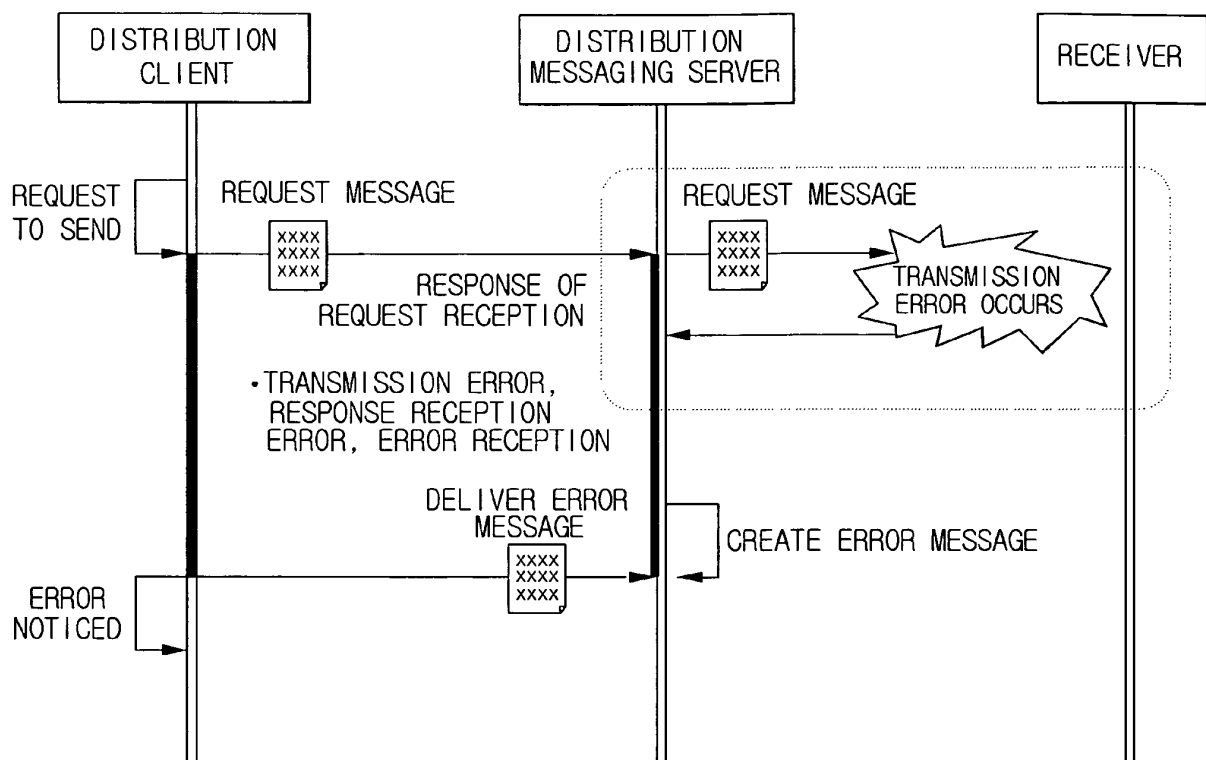 DISTRIBUTION
CLIENT
DISTRIBUTION
MESSAGING SERVER
RECEIVER
REQUEST
TO SEND
REQUEST MESSAGE
XXXX
XXXX
XXXX
REQUEST MESSAGE
XXXX
XXXX
XXXX
TRANSMISSION
ERROR OCCURS
RESPONSE OF
REQUEST RECEPTION
•TRANSMISSION ERROR,
RESPONSE RECEPTION
ERROR, ERROR RECEPTION
DELIVER ERROR
MESSAGE
XXXX
XXXX
XXXX
CREATE ERROR MESSAGE
ERROR
NOTICED